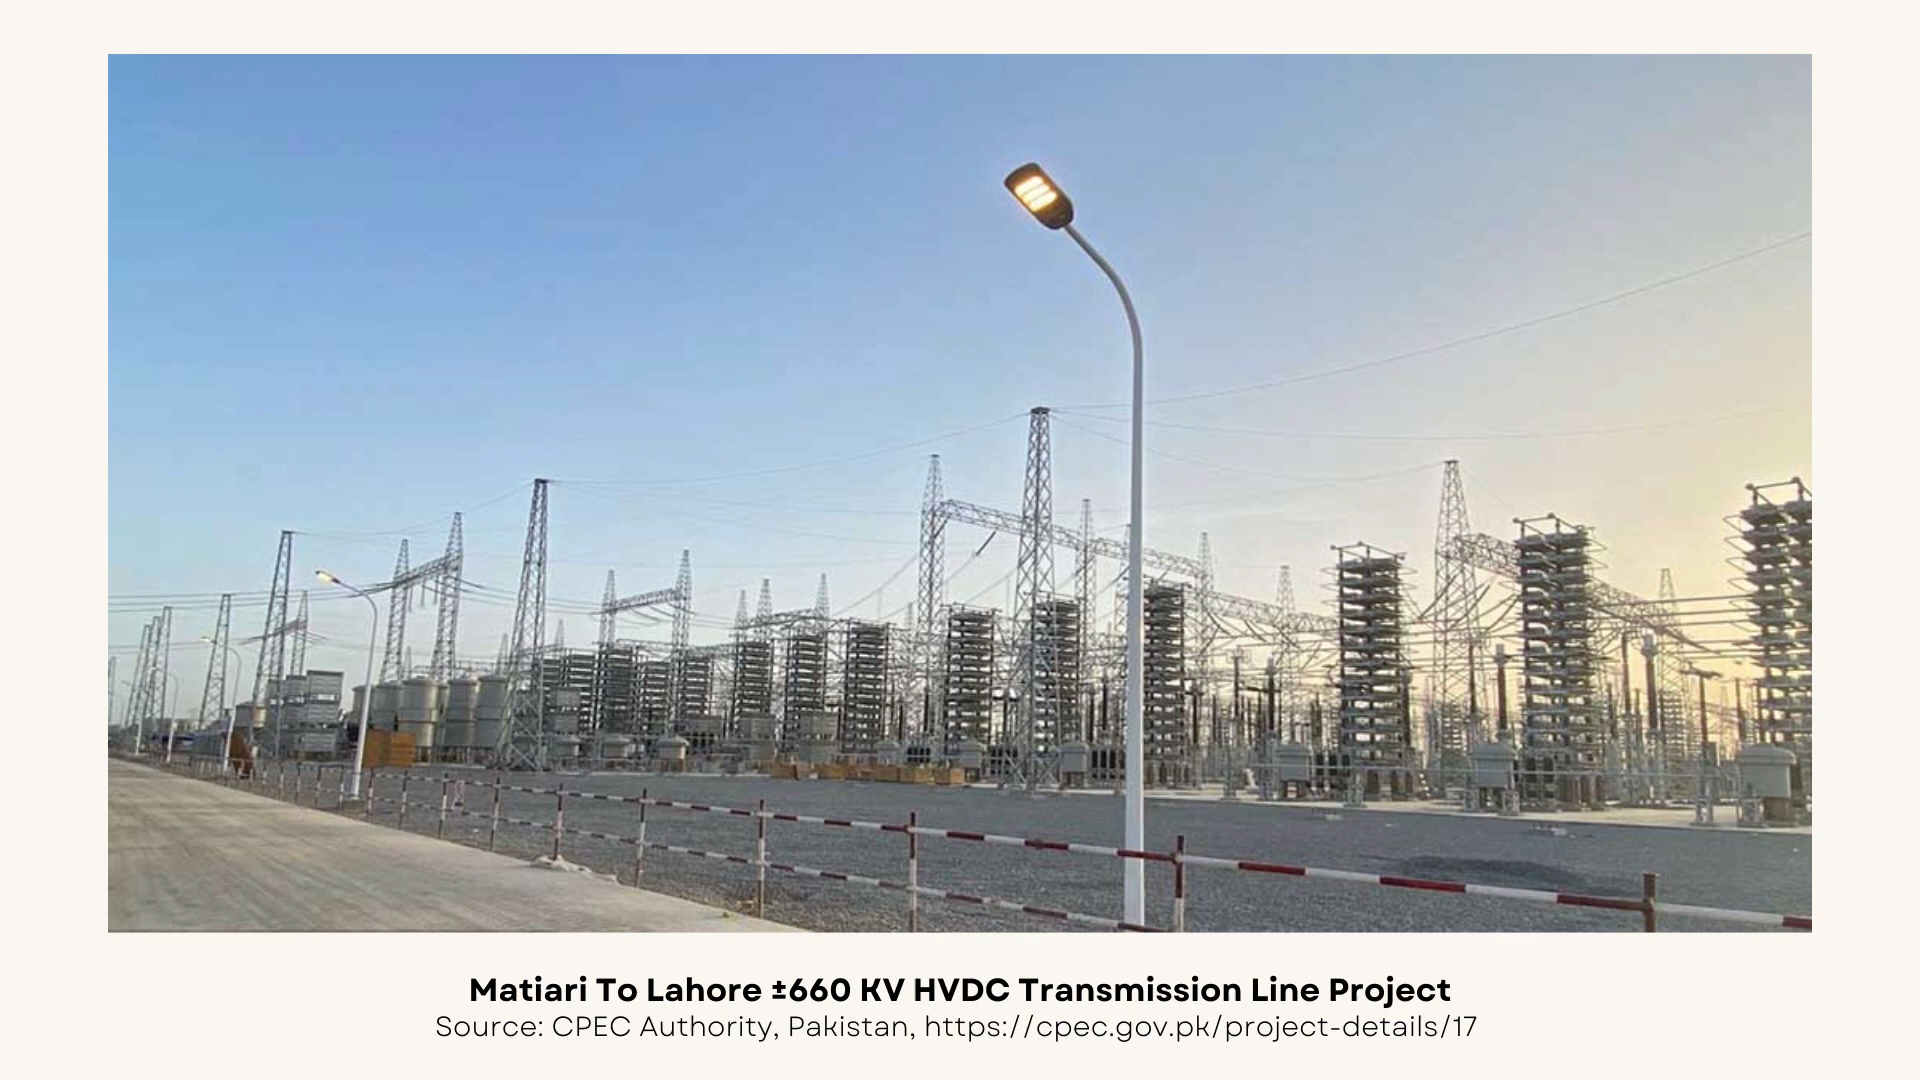 Matiari To Lahore ±660 KV HVDC Transmission Line Project
Source: CPEC Authority, Pakistan, https://cpec.gov.pk/project-details/17